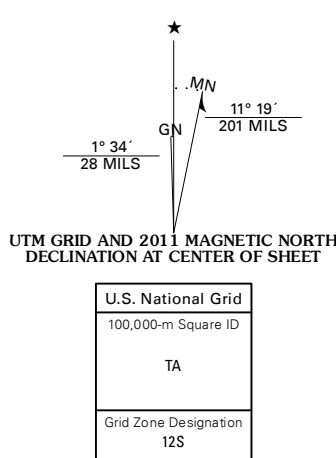 ★
MN
GN
11° 19´
201 MILS
1° 34´
28 MILS
UTM GRID AND 2011 MAGNETIC NORTH
DECLINATION AT CENTER OF SHEET
U.S. National Grid
100,000-m Square ID
TA
Grid Zone Designation
12S